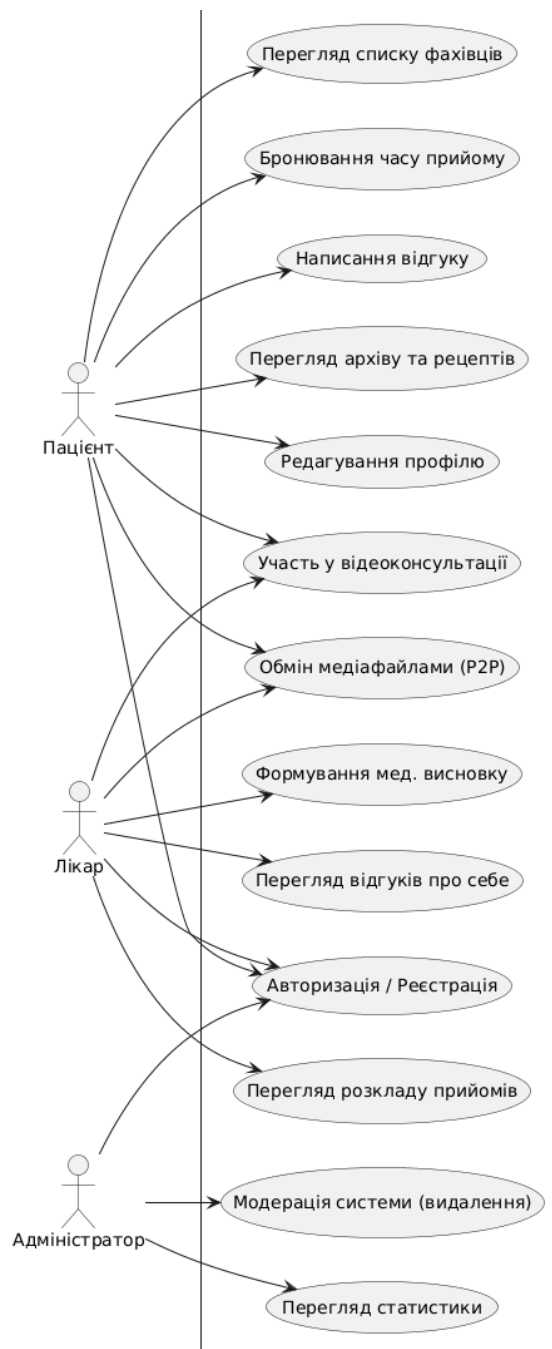 Перегляд списку фахівців
Бронювання часу прийому
Написання відгуку
Перегляд архіву та рецептів
Пацієнт
Редагування профілю
Участь у відеоконсультації
Обмін медіафайлами (P2P)
Формування мед. висновку
Лікар
Перегляд відгуків про себе
Авторизація / Реєстрація
Перегляд розкладу прийомів
Модерація системи (видалення)
Адміністратор
Перегляд статистики